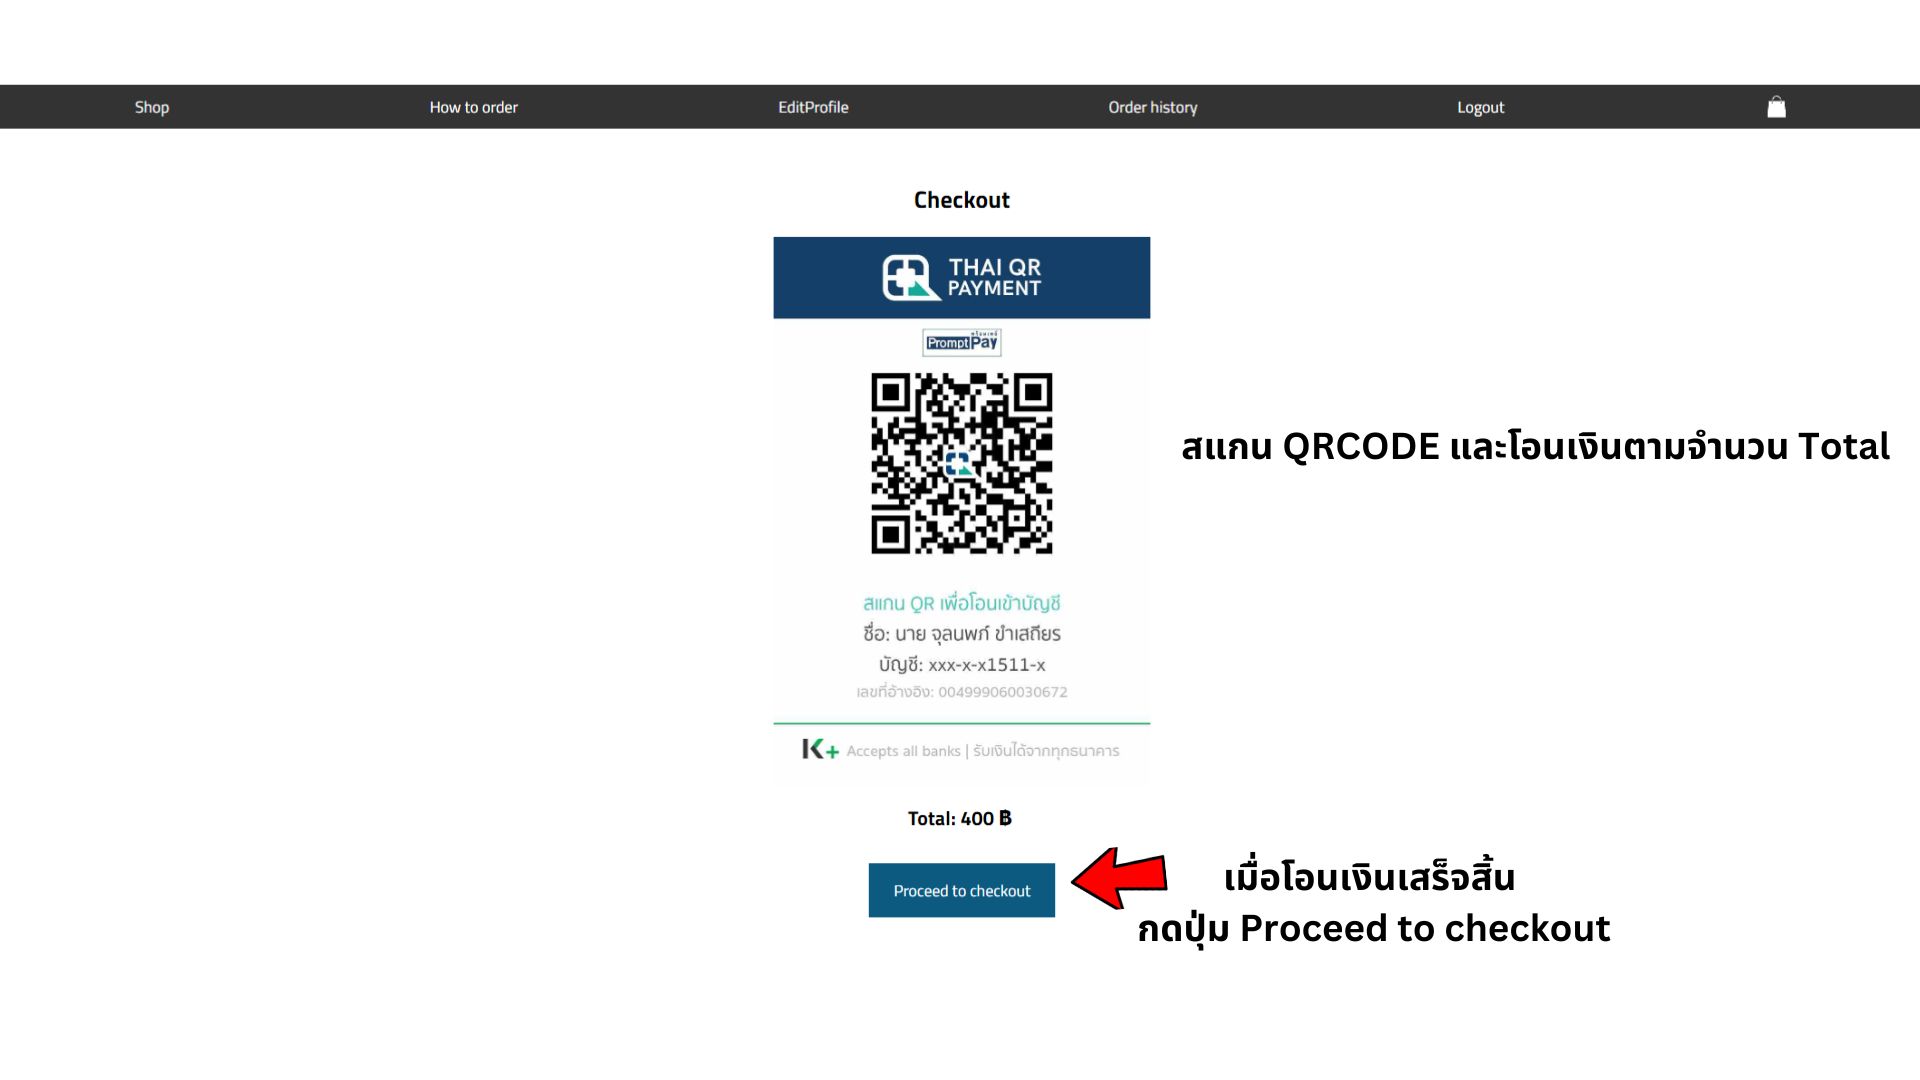 Shop
How to order
EditProfile
Order history
Logout
Checkout
THAI QR
PAYMENT
พร้อมเพย์
PromptPay
สแกน QRCODE และโอนเงินตามจำนวน Total
สแกน QR เพื่อโอนเข้าบัญชี
ชื่อ: นาย จุลนพภ์ ขำเสถียร
บัญชี: xxx-x-x1511-x
เลขที่อ้างอิง: 004999060030672
K+ Accepts all banks | รับเงินได้จากทุกธนาคาร
Total: 400 ฿
Proceed to checkout
เมื่อโอนเงินเสร็จสิ้น
กดปุ่ม Proceed to checkout